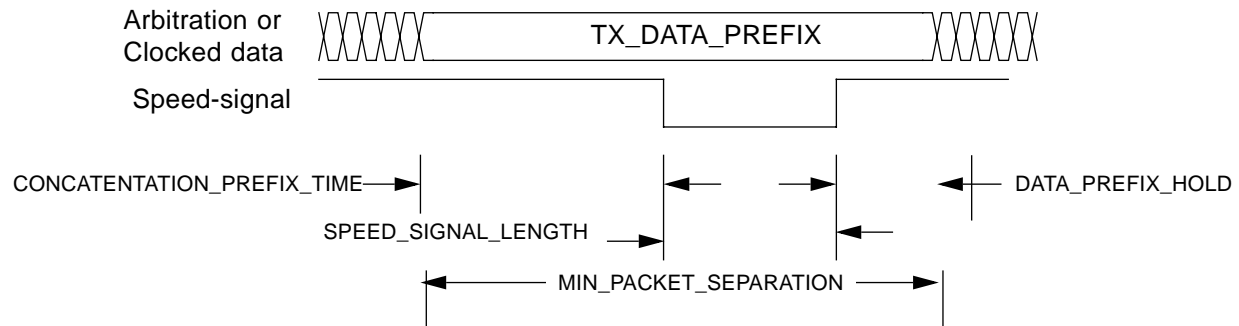 Arbitration or
Clocked data
TX_DATA_PREFIX
Speed-signal
CONCATENTATION_PREFIX_TIME
DATA_PREFIX_HOLD
SPEED_SIGNAL_LENGTH
MIN_PACKET_SEPARATION